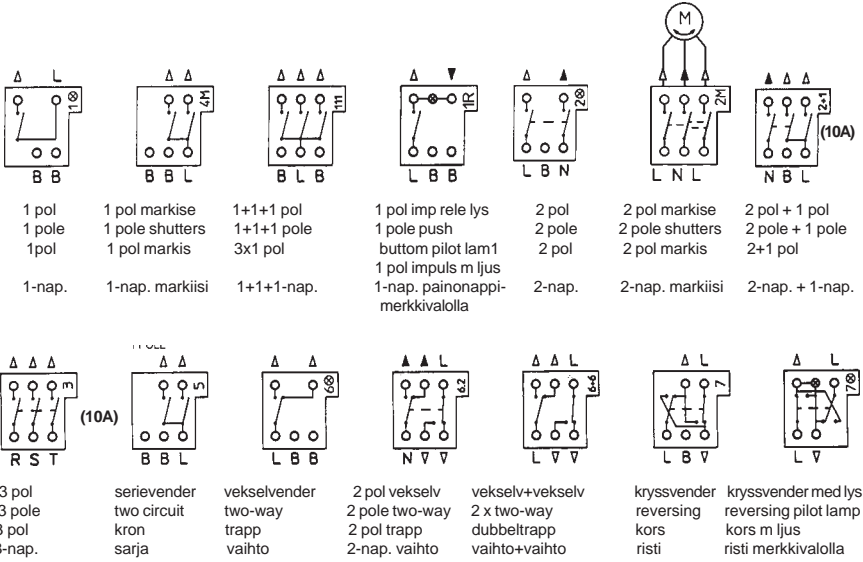 M
L
L
1⊗
4M
111
1R
2⊗
2M
2+1
(10A)
B B
B B L
B L B
L B B
L B N
L N L
N B L
1 pol 1 pol markise 1+1+1 pol 1 pol imp rele lys 2 pol 2 pol markise 2 pol + 1 pol
1 pole 1 pole shutters 1+1+1 pole 1 pole push 2 pole 2 pole shutters 2 pole + 1 pole
1pol 1 pol markis 3x1 pol buttom pilot lam1 2 pol 2 pol markis 2+1 pol
1 pol impuls m ljus
1-nap. 1-nap. markiisi 1+1+1-nap. 1-nap. painonappi- 2-nap. 2-nap. markiisi 2-nap. + 1-nap.
merkkivalolla
L L L L
3
5
6⊗
6.2
6+6
7
7⊗
(10A)
R S T
B B L
L B B
N ∇ ∇
L ∇ ∇
L B ∇
L ∇
3 pol serievender vekselvender 2 pol vekselv vekselv+vekselv kryssvender kryssvender med lys
3 pole two circuit two-way 2 pole two-way 2 x two-way reversing reversing pilot lamp
3 pol kron trapp 2 pol trapp dubbeltrapp kors kors m ljus
3-nap. sarja vaihto 2-nap. vaihto vaihto+vaihto risti risti merkkivalolla